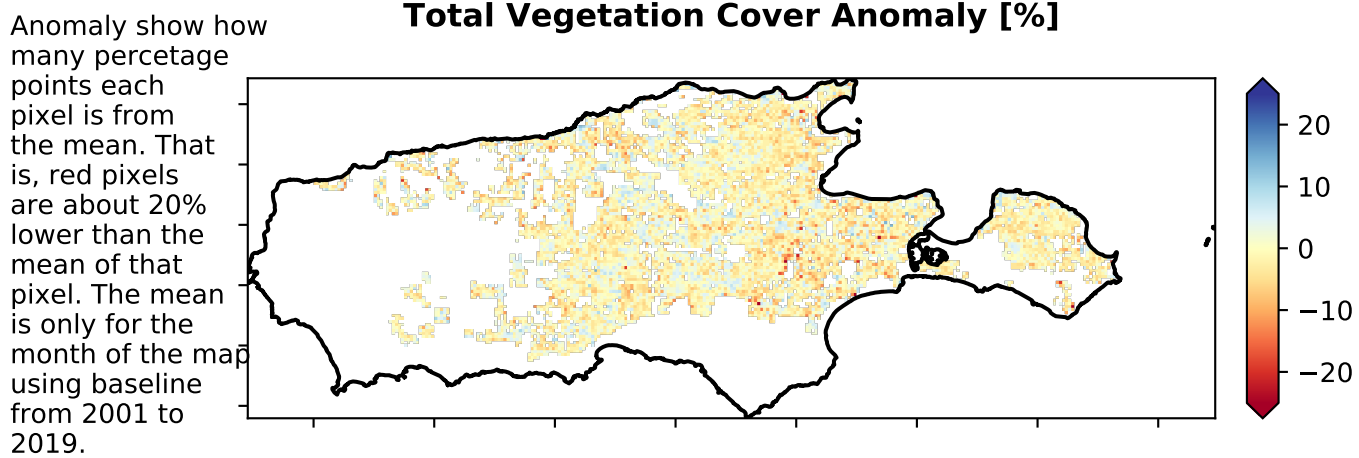 Total Vegetation Cover Anomaly [%]
Anomaly show how
many percetage
points each
pixel is from
the mean. That
is, red pixels
are about 20%
lower than the
mean of that
pixel. The mean
is only for the
month of the map
using baseline
from 2001 to
2019.
20
10
0
−10
−20